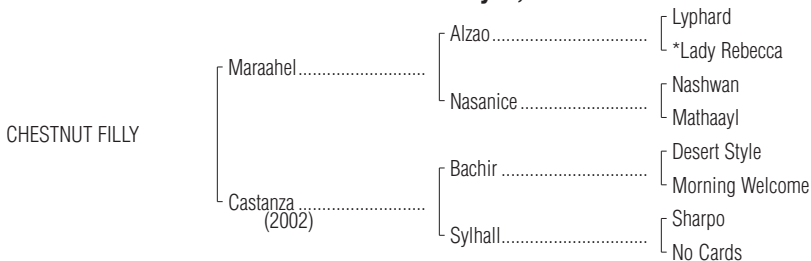 Lyphard
Alzao
*Lady Rebecca
Maraahel
Nashwan
Nasanice
Mathaayl
CHESTNUT FILLY
Desert Style
Bachir
Morning Welcome
Castanza
(2002)
Sharpo
Sylhall
No Cards